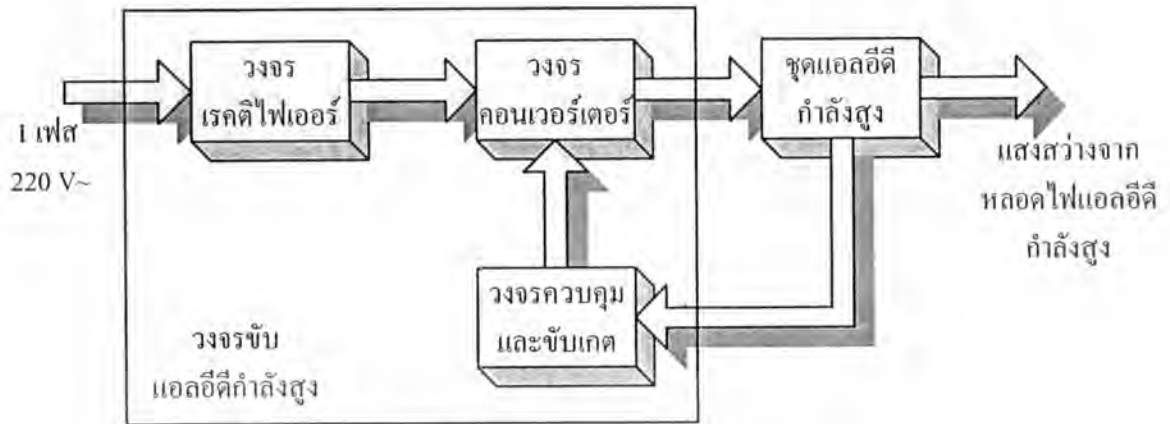 วงจร
เรคติไฟเออร์
วงจร
คอนเวอร์เตอร์
ชุดแอลอีดี
กำลังสูง
1 เฟส
220 V~
แสงสว่างจาก
หลอดไฟแอลอีดี
กำลังสูง
วงจรควบคุม
และขับเกต
วงจรขับ
แอลอีดีกำลังสูง